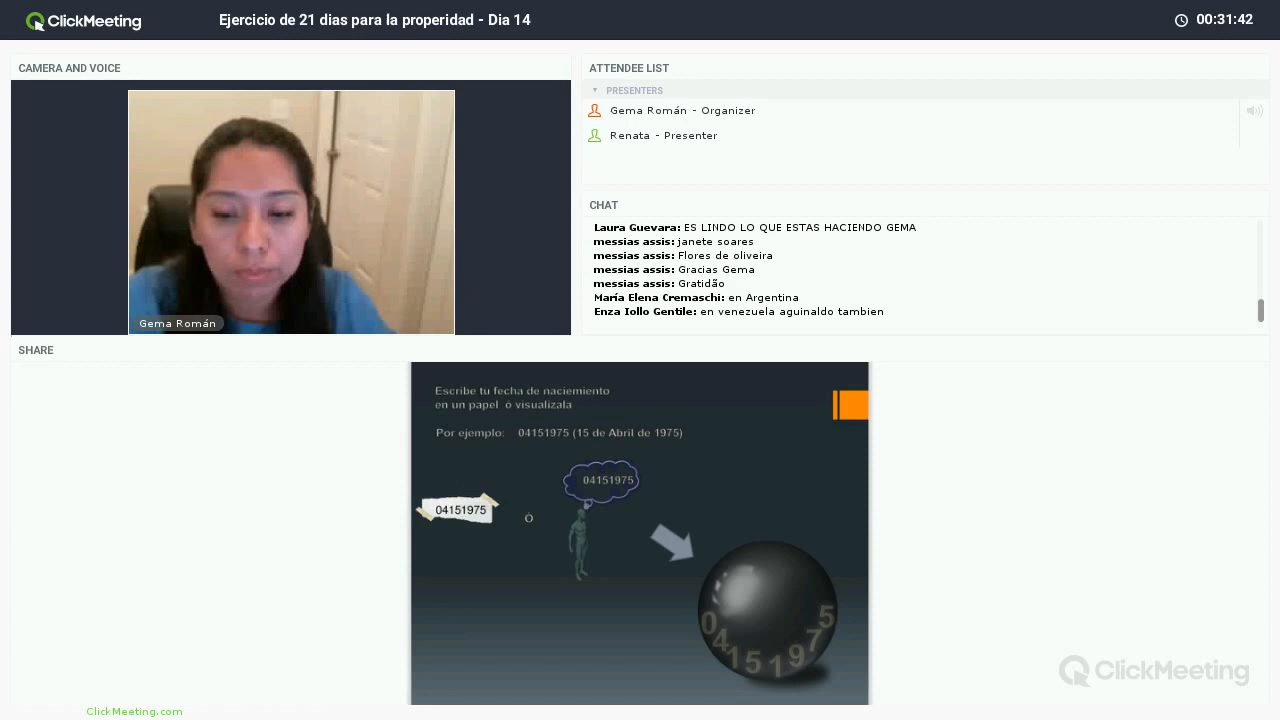 ClickMeeting
Ejercicio de 21 dias para la properidad - Dia 14
00:31:42
CAMERA AND VOICE
Gema Román
ATTENDEE LIST
PRESENTERS
Gema Román - Organizer
Renata - Presenter
CHAT
Laura Guevara: ES LINDO LO QUE ESTAS HACIENDO GEMA
messias assis: janete soares
messias assis: Flores de oliveira
messias assis: Gracias Gema
messias assis: Gratidão
María Elena Cremaschi: en Argentina
Enza Iollo Gentile: en venezuela aguinaldo tambien
SHARE
Escribe tu fecha de naciemiento
en un papel ó visualizala
Por ejemplo: 04151975 (15 de Abril de 1975)
04151975
04151975
Ó
04151975
ClickMeeting
ClickMeeting.com